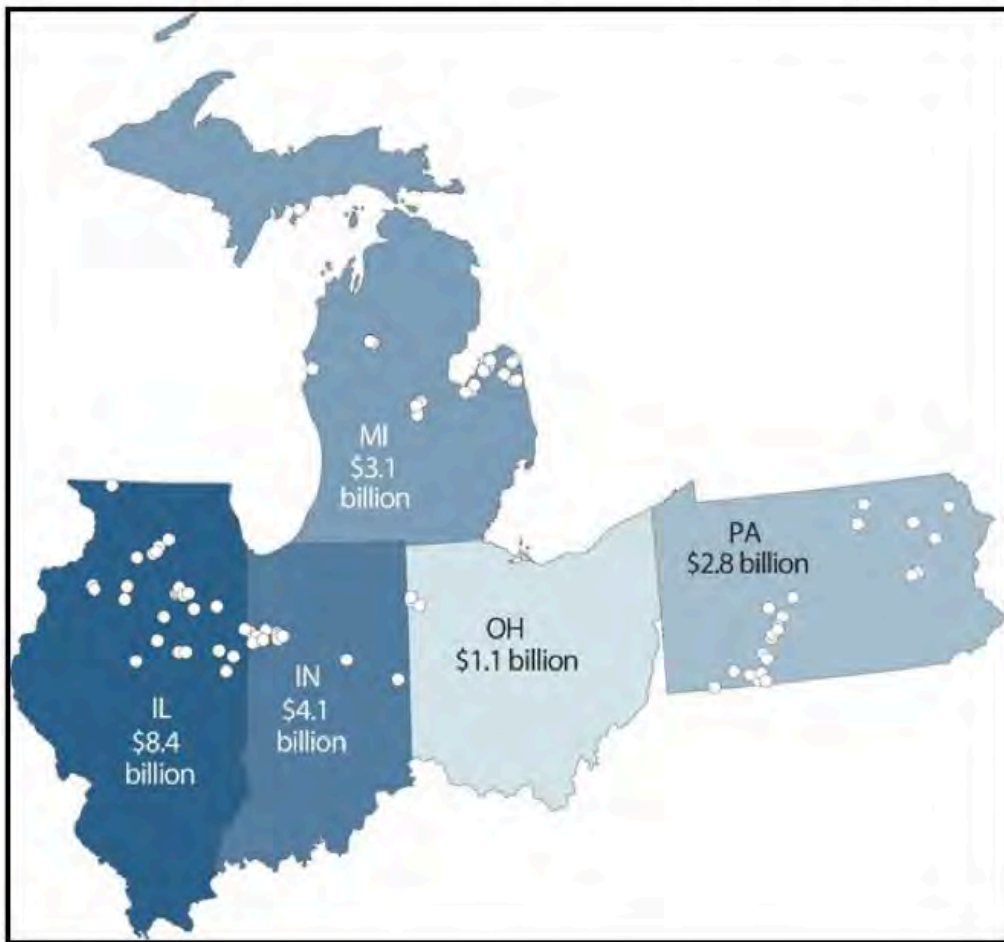 MI
$3.1
billion
PA
$2.8 billion
OH
$1.1 billion
IN
$4.1
billion
IL
$8.4
billion